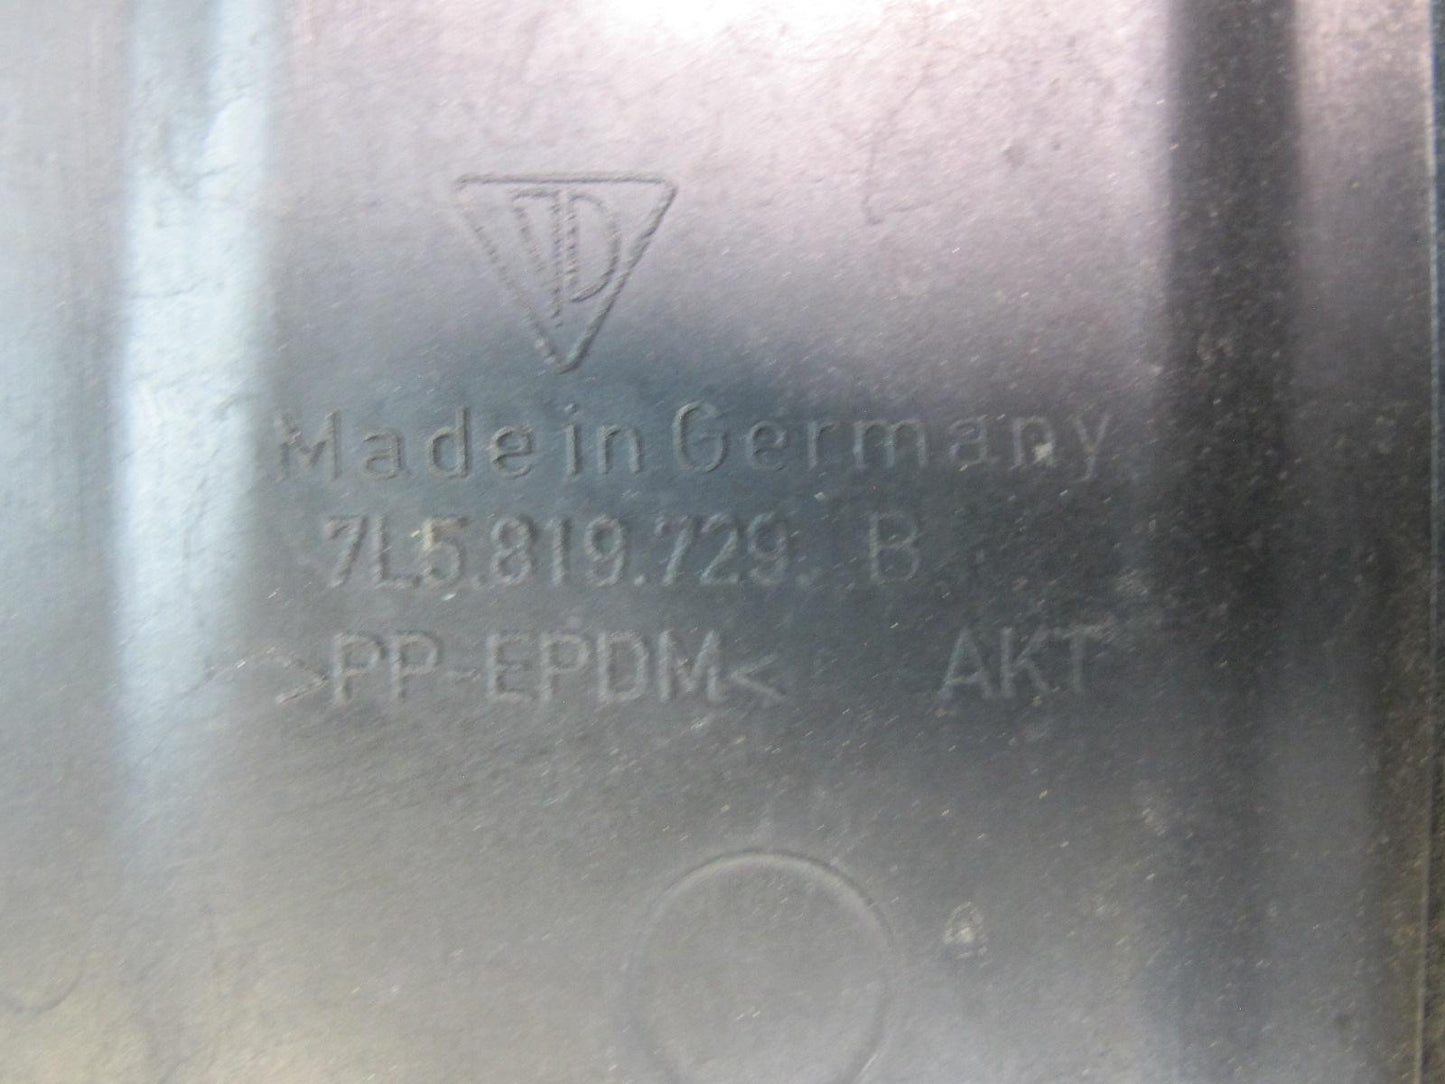 Made in Germany
7L5.819.729. B
>PP-EPDM< AKT